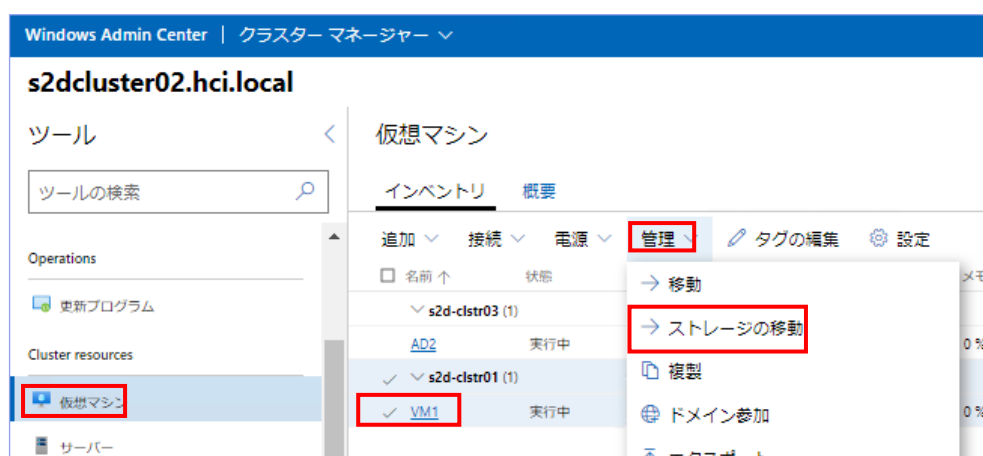 Windows Admin Center | クラスター マネージャー
s2dcluster02.hci.local
ツール
ツールの検索
Operations
更新プログラム
Cluster resources
仮想マシン
サーバー
仮想マシン
インベントリ 概要
追加 接続 電源 管理 タグの編集 設定
名前 ↑ 状態
s2d-clstr03 (1)
AD2 実行中 0 %
s2d-clstr01 (1)
VM1 実行中 0 %
→ 移動
→ ストレージの移動
複製
ドメイン参加